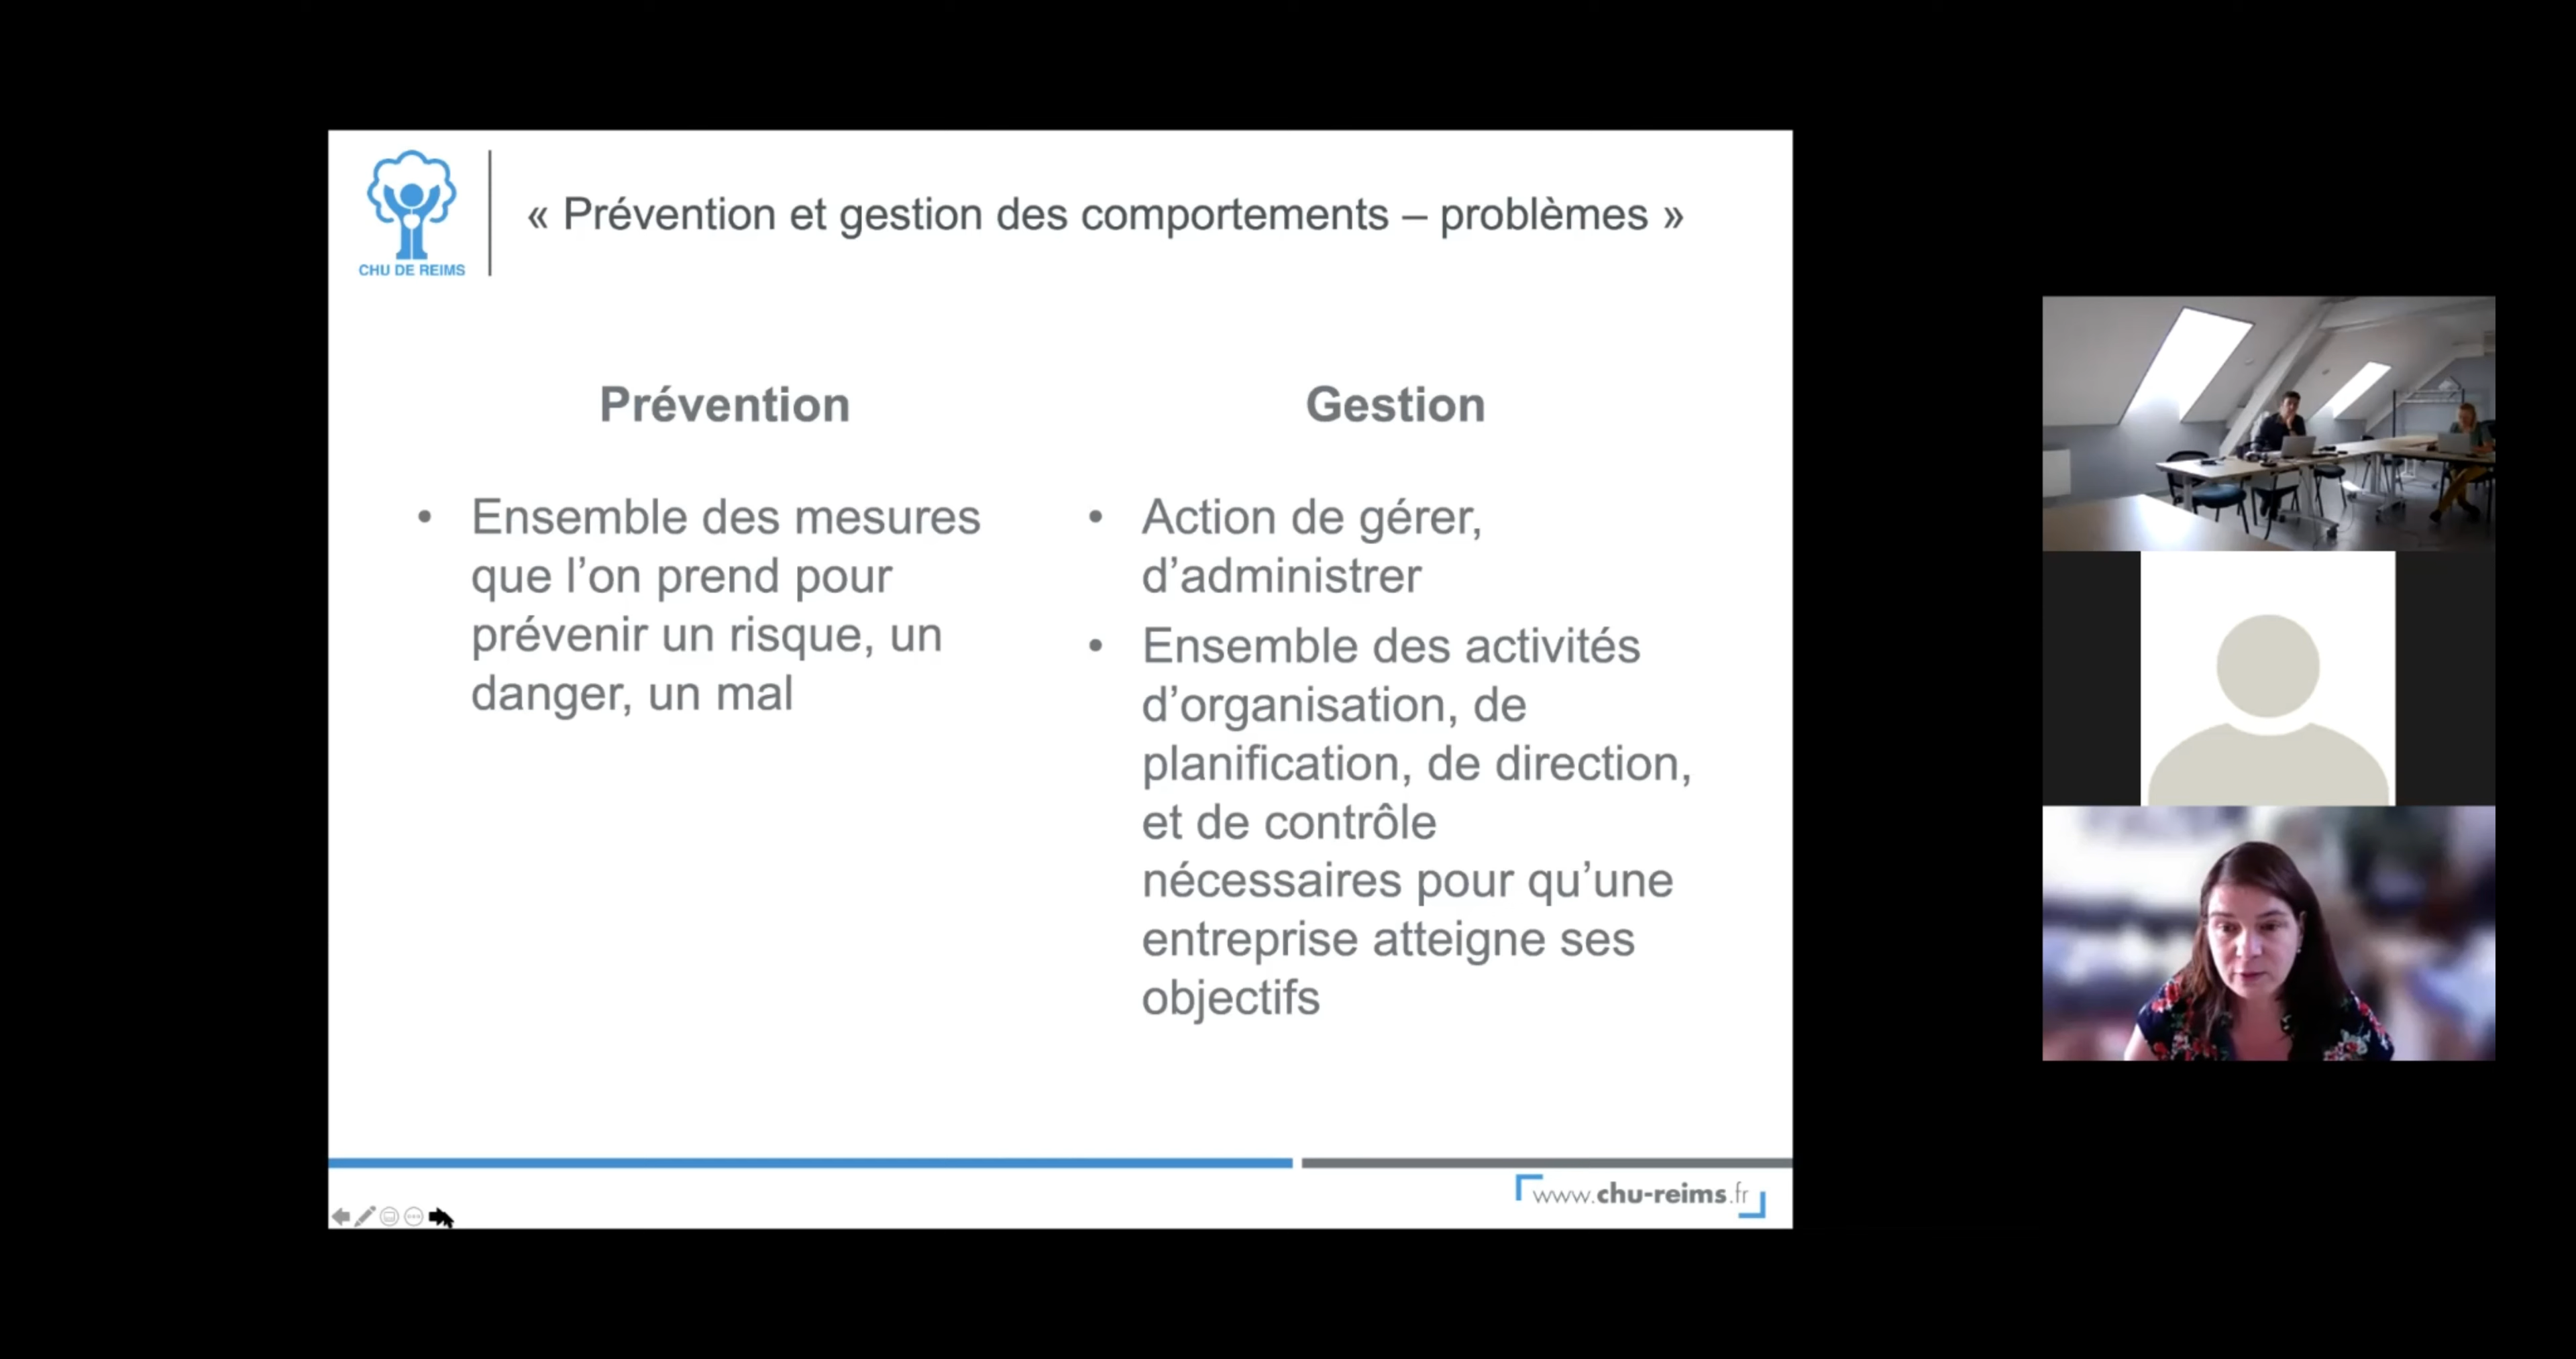 CHU DE REIMS
« Prévention et gestion des comportements – problèmes »
Prévention
• Ensemble des mesures
que l’on prend pour
prévenir un risque, un
danger, un mal
Gestion
• Action de gérer,
d’administrer
• Ensemble des activités
d’organisation, de
planification, de direction,
et de contrôle
nécessaires pour qu’une
entreprise atteigne ses
objectifs
www.chu-reims.fr